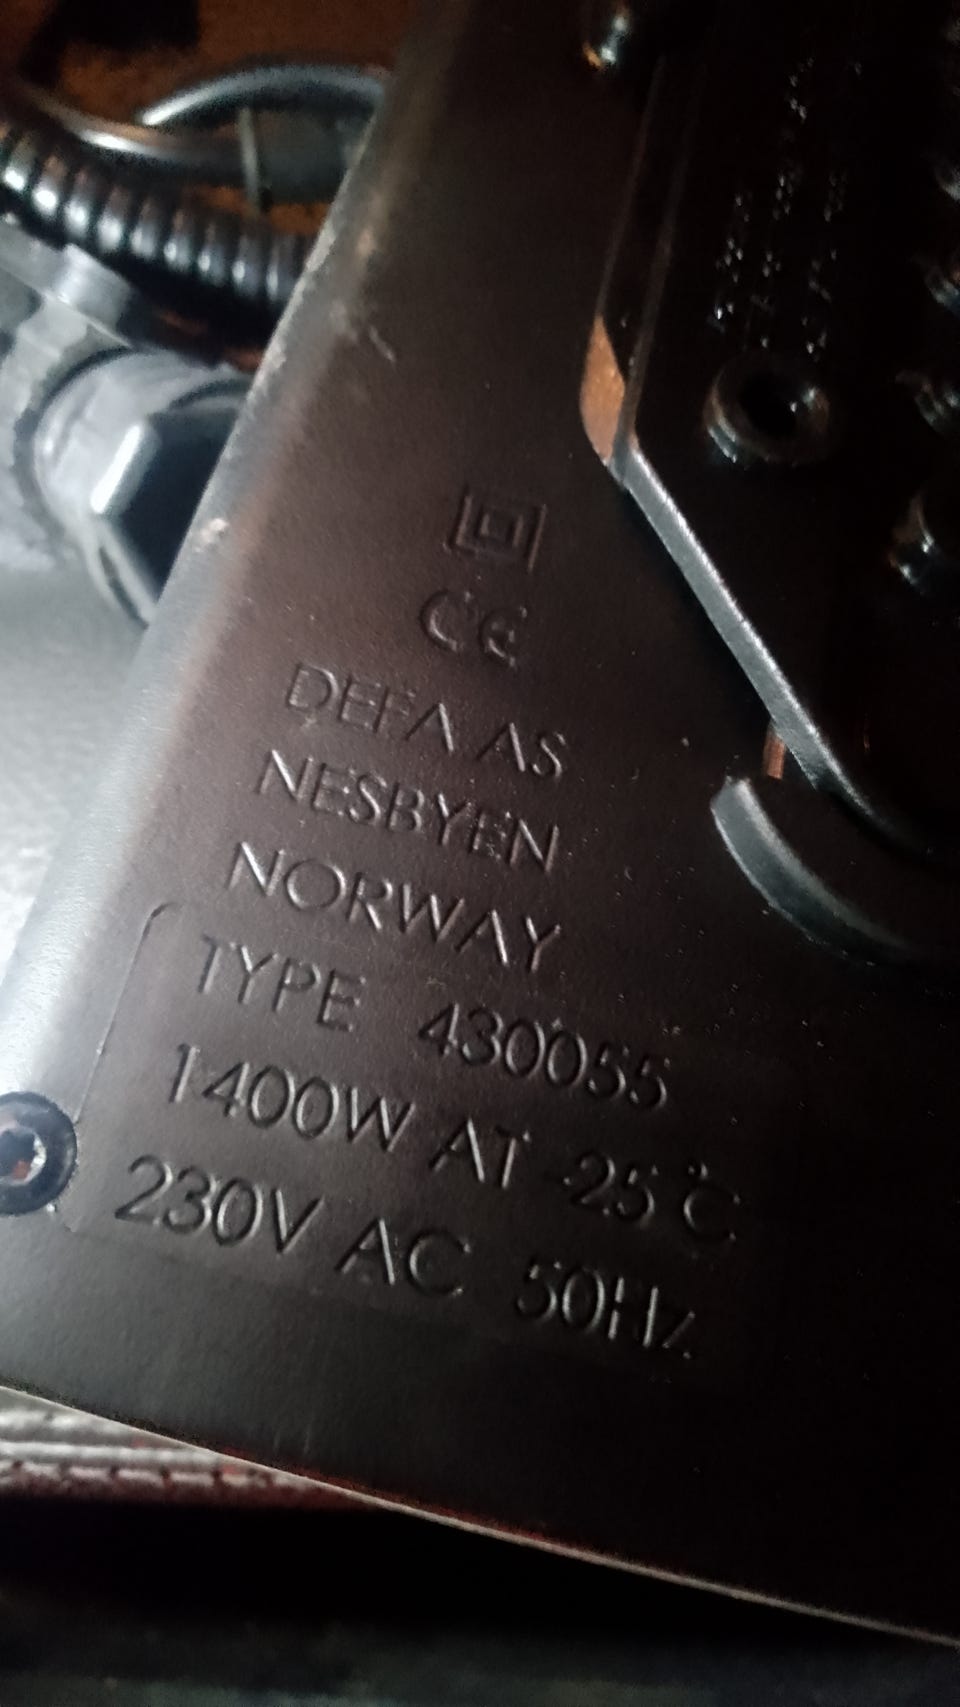 CE
DEFA AS
NESBYEN
NORWAY
TYPE 430055
1400W AT -25°C
230V AC 50HZ